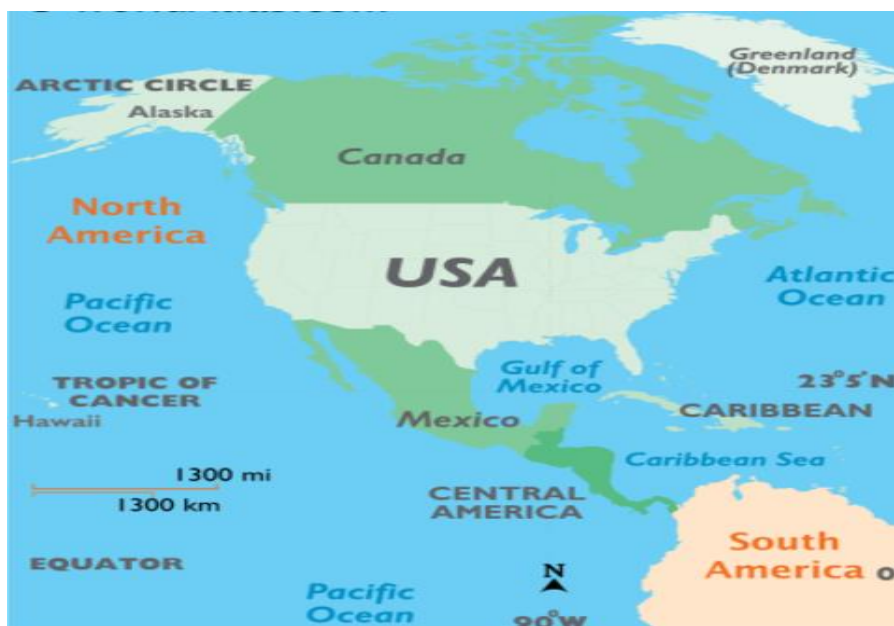 Greenland
(Denmark)
ARCTIC CIRCLE
Alaska
Canada
North
America
USA
Atlantic
Ocean
Pacific
Ocean
Gulf of
Mexico
TROPIC OF
CANCER
23°5'N
Hawaii
Mexico
CARIBBEAN
Caribbean Sea
1300 mi
1300 km
CENTRAL
AMERICA
South
America
EQUATOR
N
Pacific
Ocean
90°W